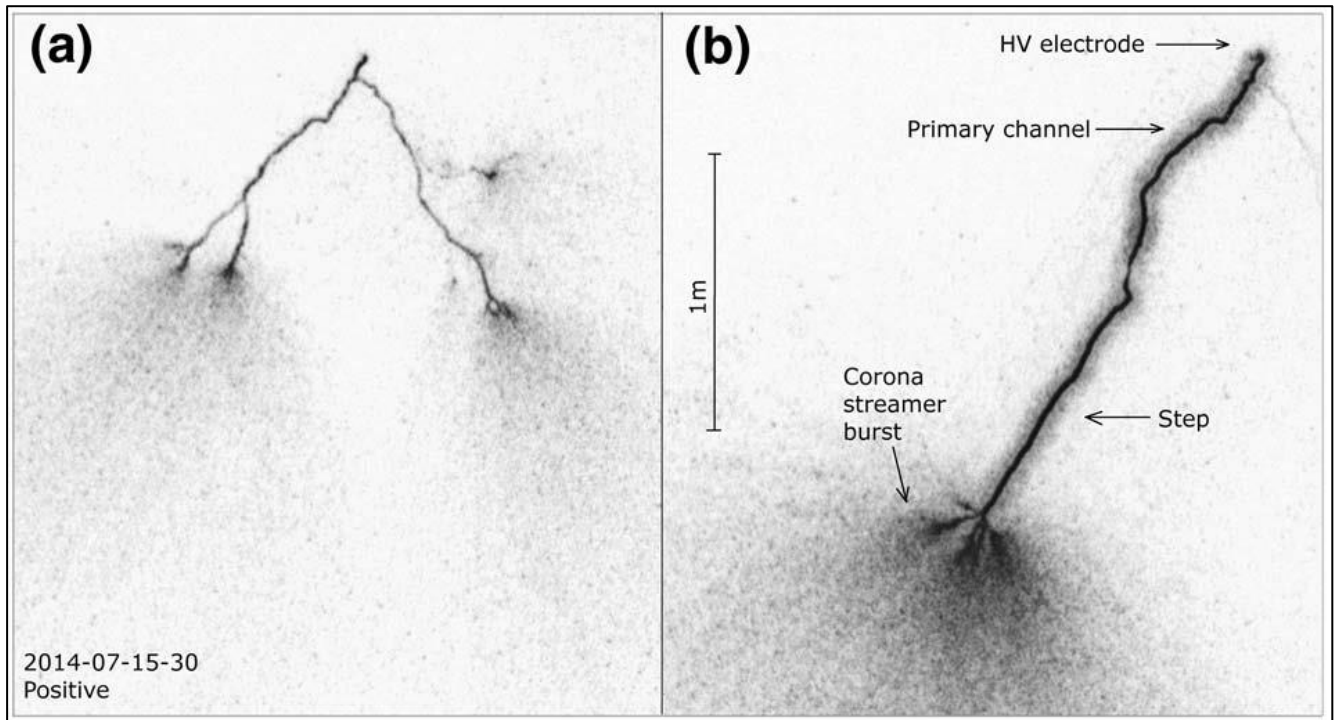 (a)
2014-07-15-30
Positive
(b)
HV electrode
Primary channel
1m
Corona
streamer
burst
Step